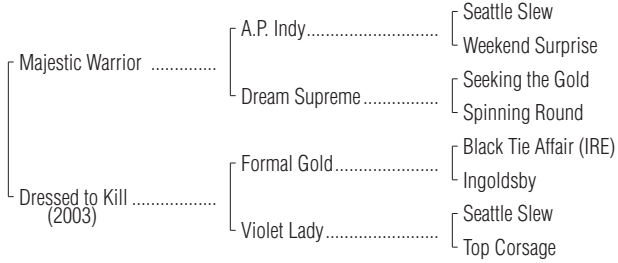 Seattle Slew
A.P. Indy..............................
Weekend Surprise
Majestic Warrior ...............
Seeking the Gold
Dream Supreme.................
Spinning Round
Black Tie Affair (IRE)
Formal Gold.......................
Ingoldsby
Dressed to Kill ...................
(2003)
Seattle Slew
Violet Lady.........................
Top Corsage